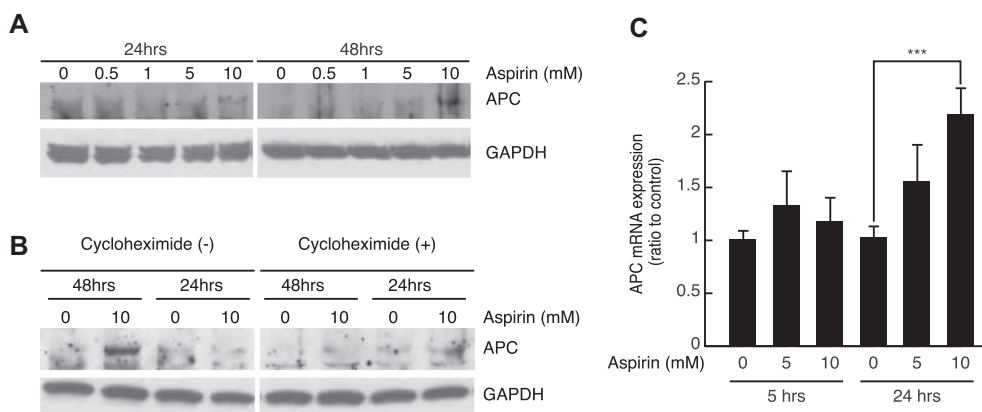 A
24hrs 48hrs
0 0.5 1 5 10 0 0.5 1 5 10 Aspirin (mM)
APC
GAPDH
B
Cycloheximide (-) Cycloheximide (+)
48hrs 24hrs 48hrs 24hrs
0 10 0 10 0 10 0 10 Aspirin (mM)
APC
GAPDH
C
***
APC mRNA expression
(ratio to control)
2.5
2
1.5
1
0.5
0
Aspirin (mM) 0 5 10 0 5 10
5 hrs 24 hrs